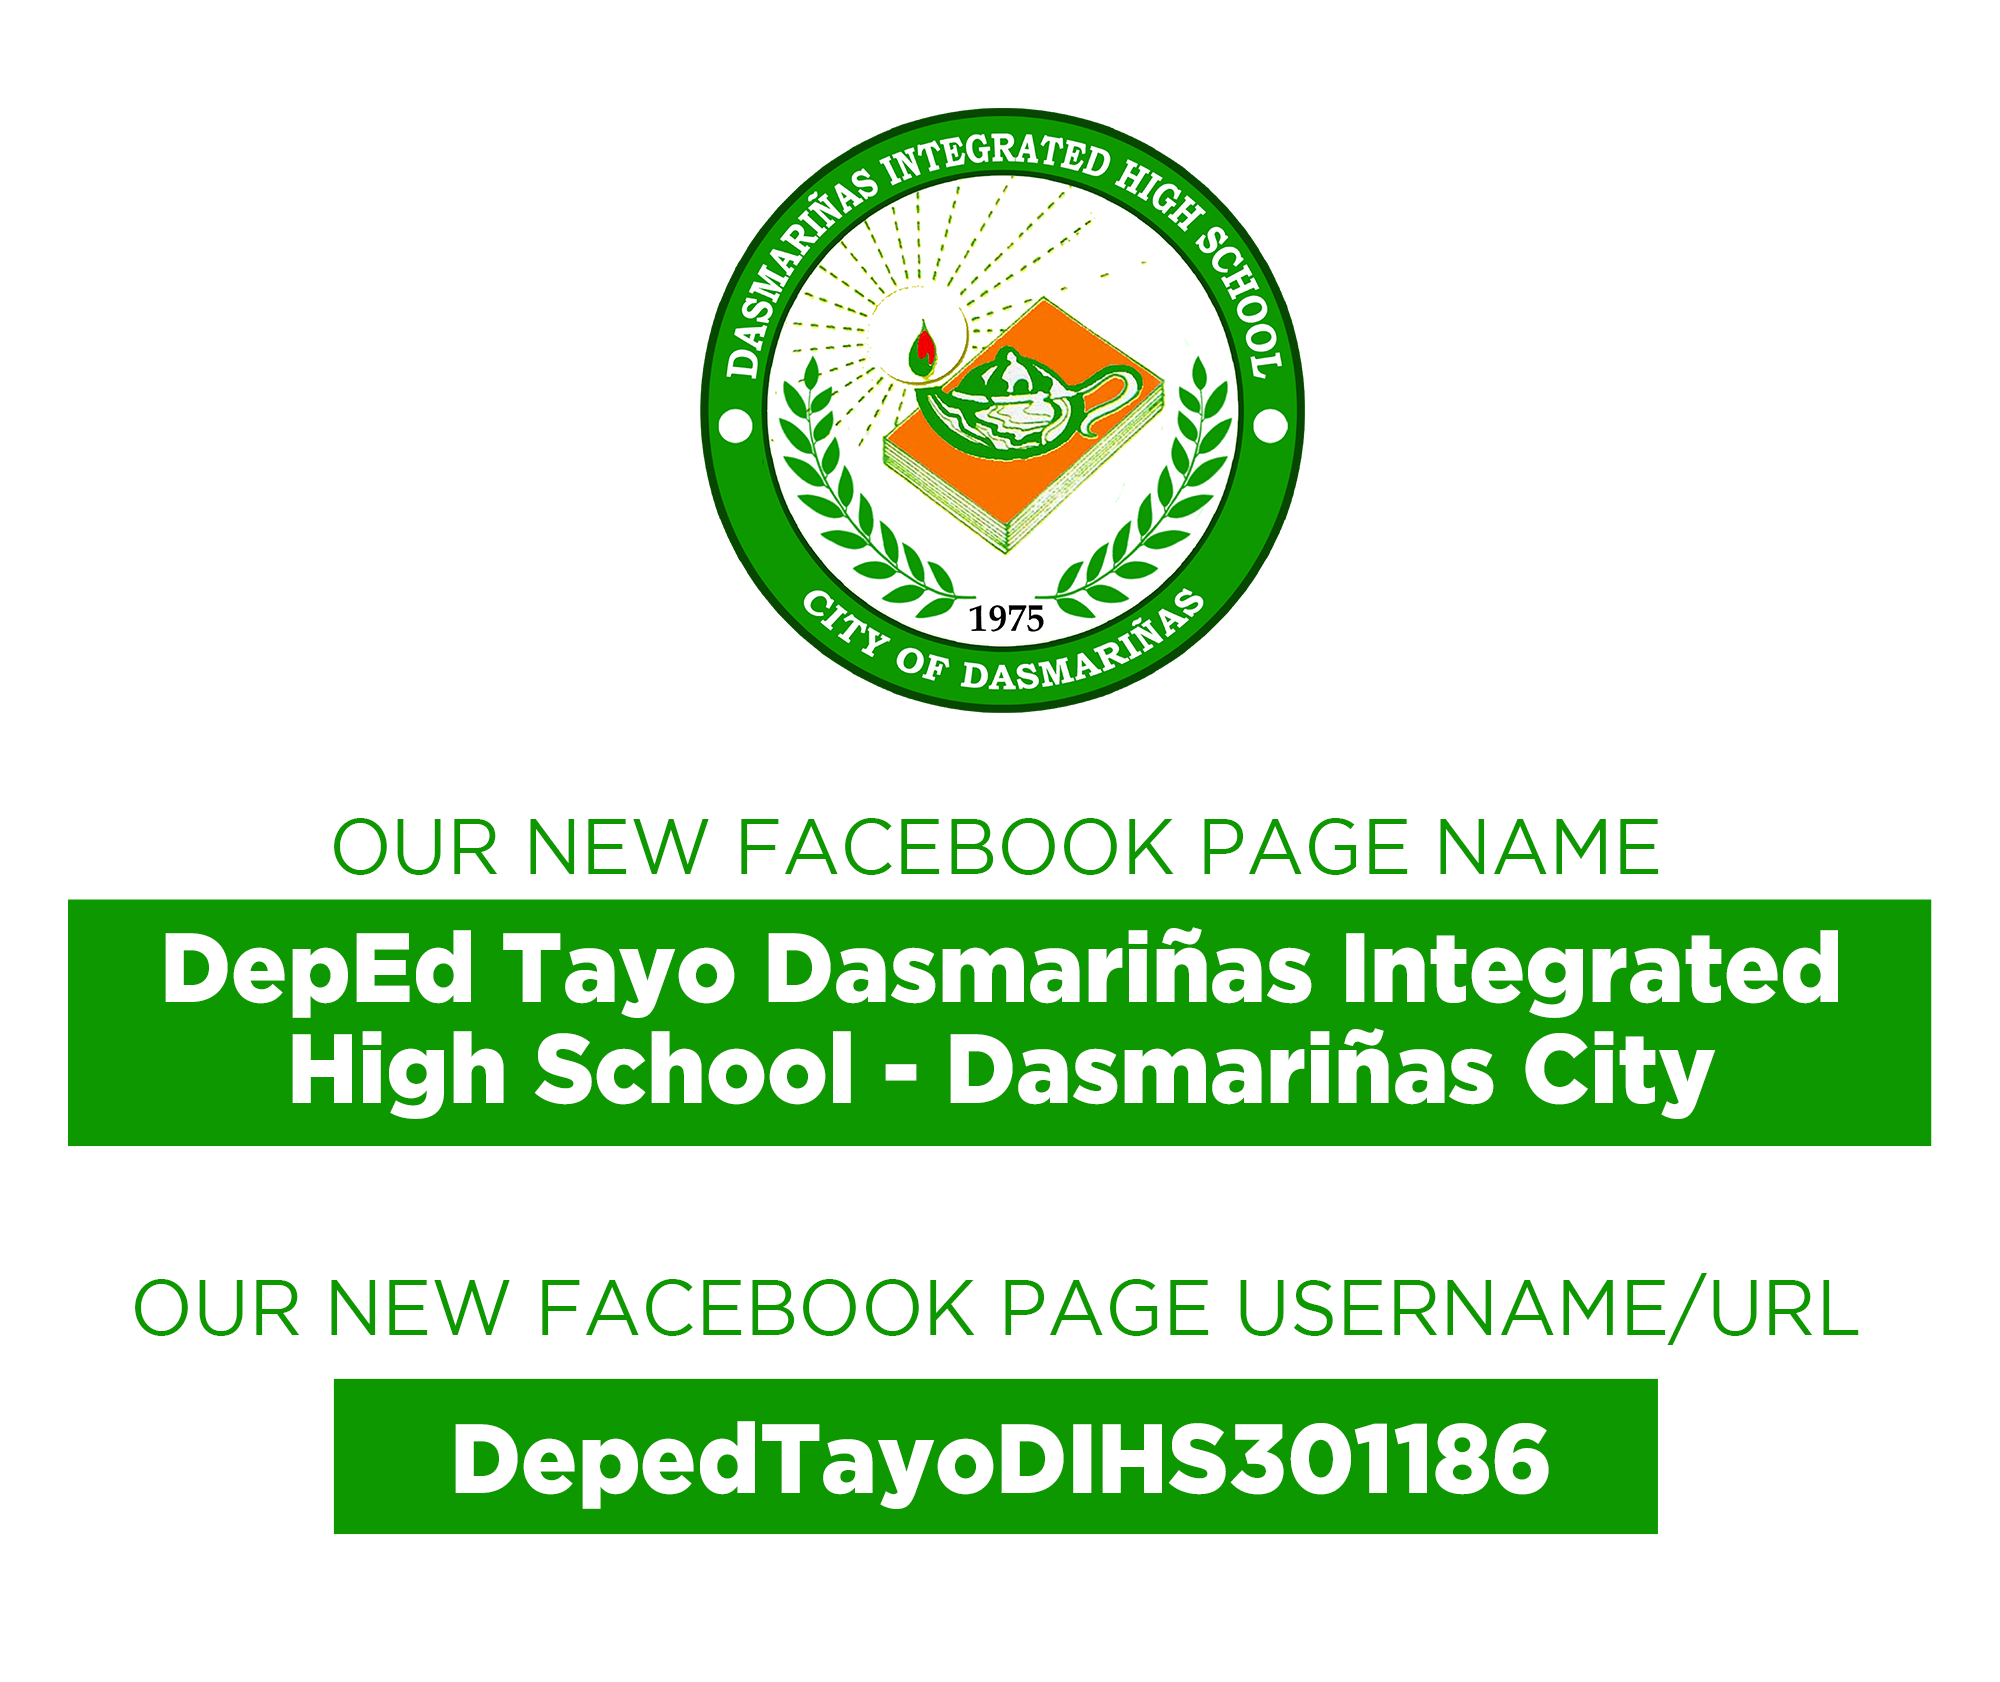 DASMARIÑAS INTEGRATED HIGH SCHOOL
1975
CITY OF DASMARIÑAS
OUR NEW FACEBOOK PAGE NAME
DepEd Tayo Dasmariñas Integrated
High School - Dasmariñas City
OUR NEW FACEBOOK PAGE USERNAME/URL
DepedTayoDIHS301186